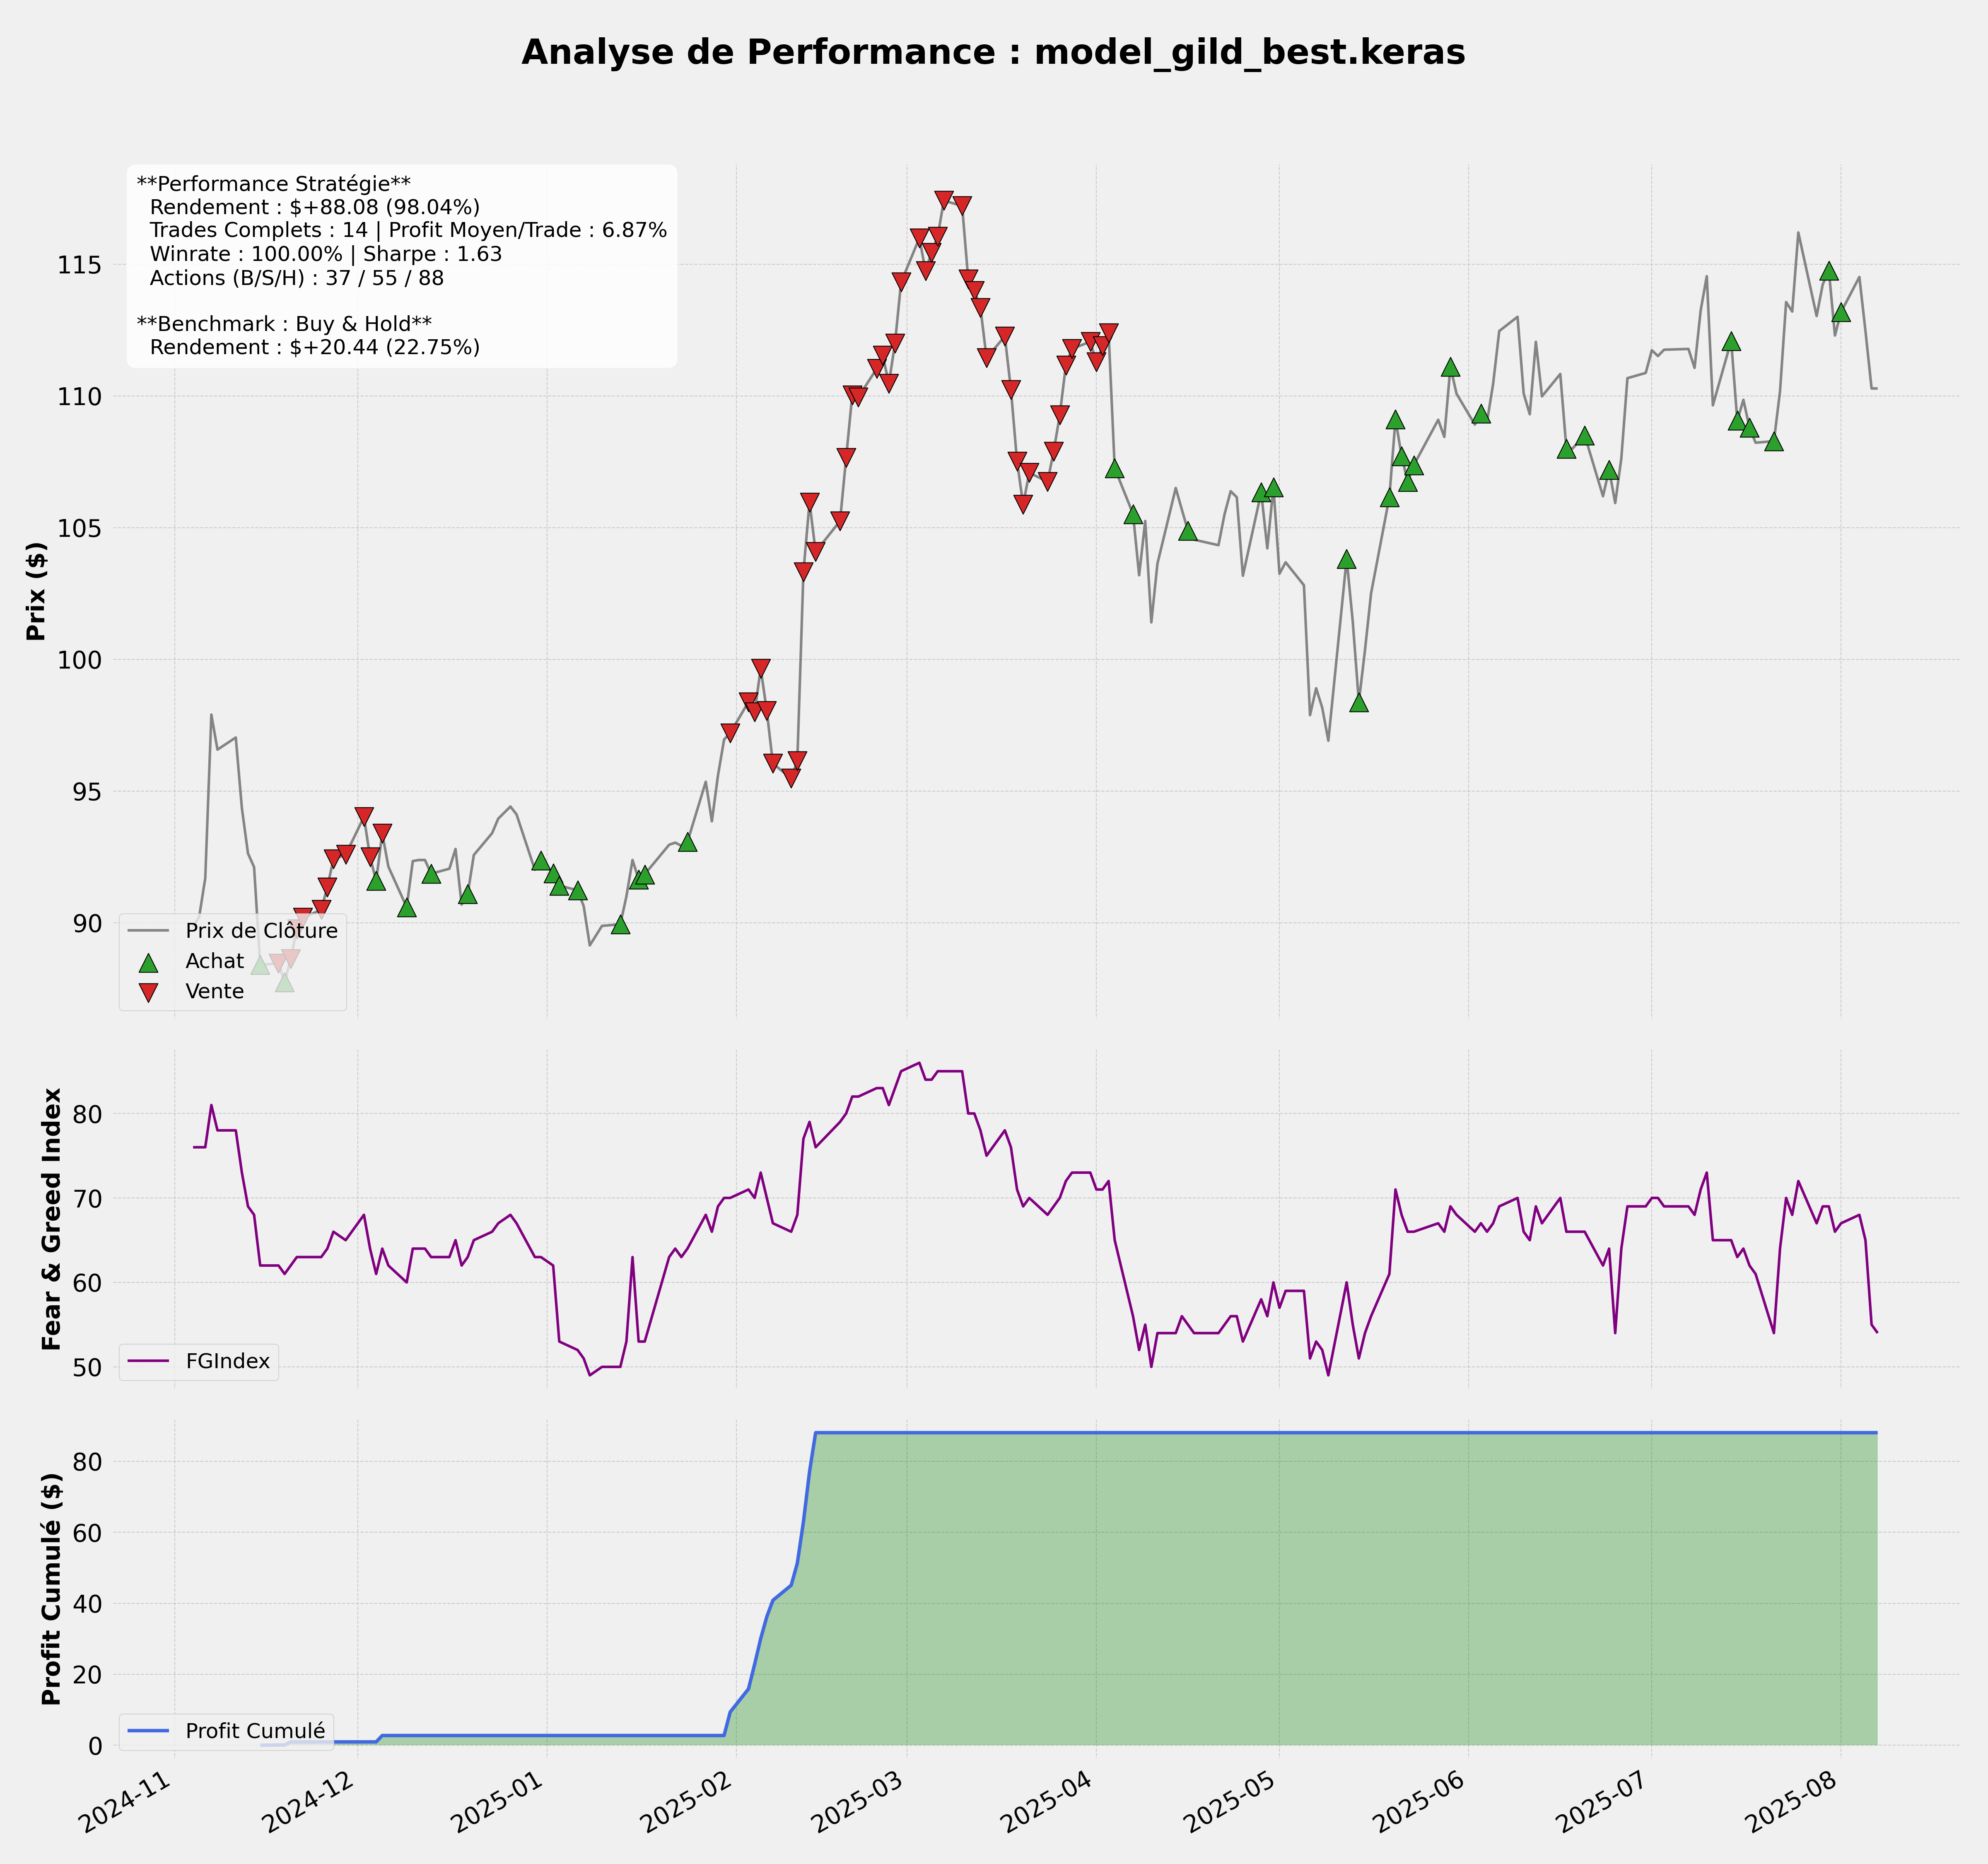 Analyse de Performance : model_gild_best.keras
**Performance Stratégie**
Rendement : $+88.08 (98.04%)
Trades Complets : 14 | Profit Moyen/Trade : 6.87%
Winrate : 100.00% | Sharpe : 1.63
Actions (B/S/H) : 37 / 55 / 88
**Benchmark : Buy & Hold**
Rendement : $+20.44 (22.75%)
Prix ($)
115
110
105
100
95
90
Prix de Clôture
Achat
Vente
Fear & Greed Index
80
70
60
50
FGIndex
Profit Cumulé ($)
80
60
40
20
0
Profit Cumulé
2024-11
2024-12
2025-01
2025-02
2025-03
2025-04
2025-05
2025-06
2025-07
2025-08